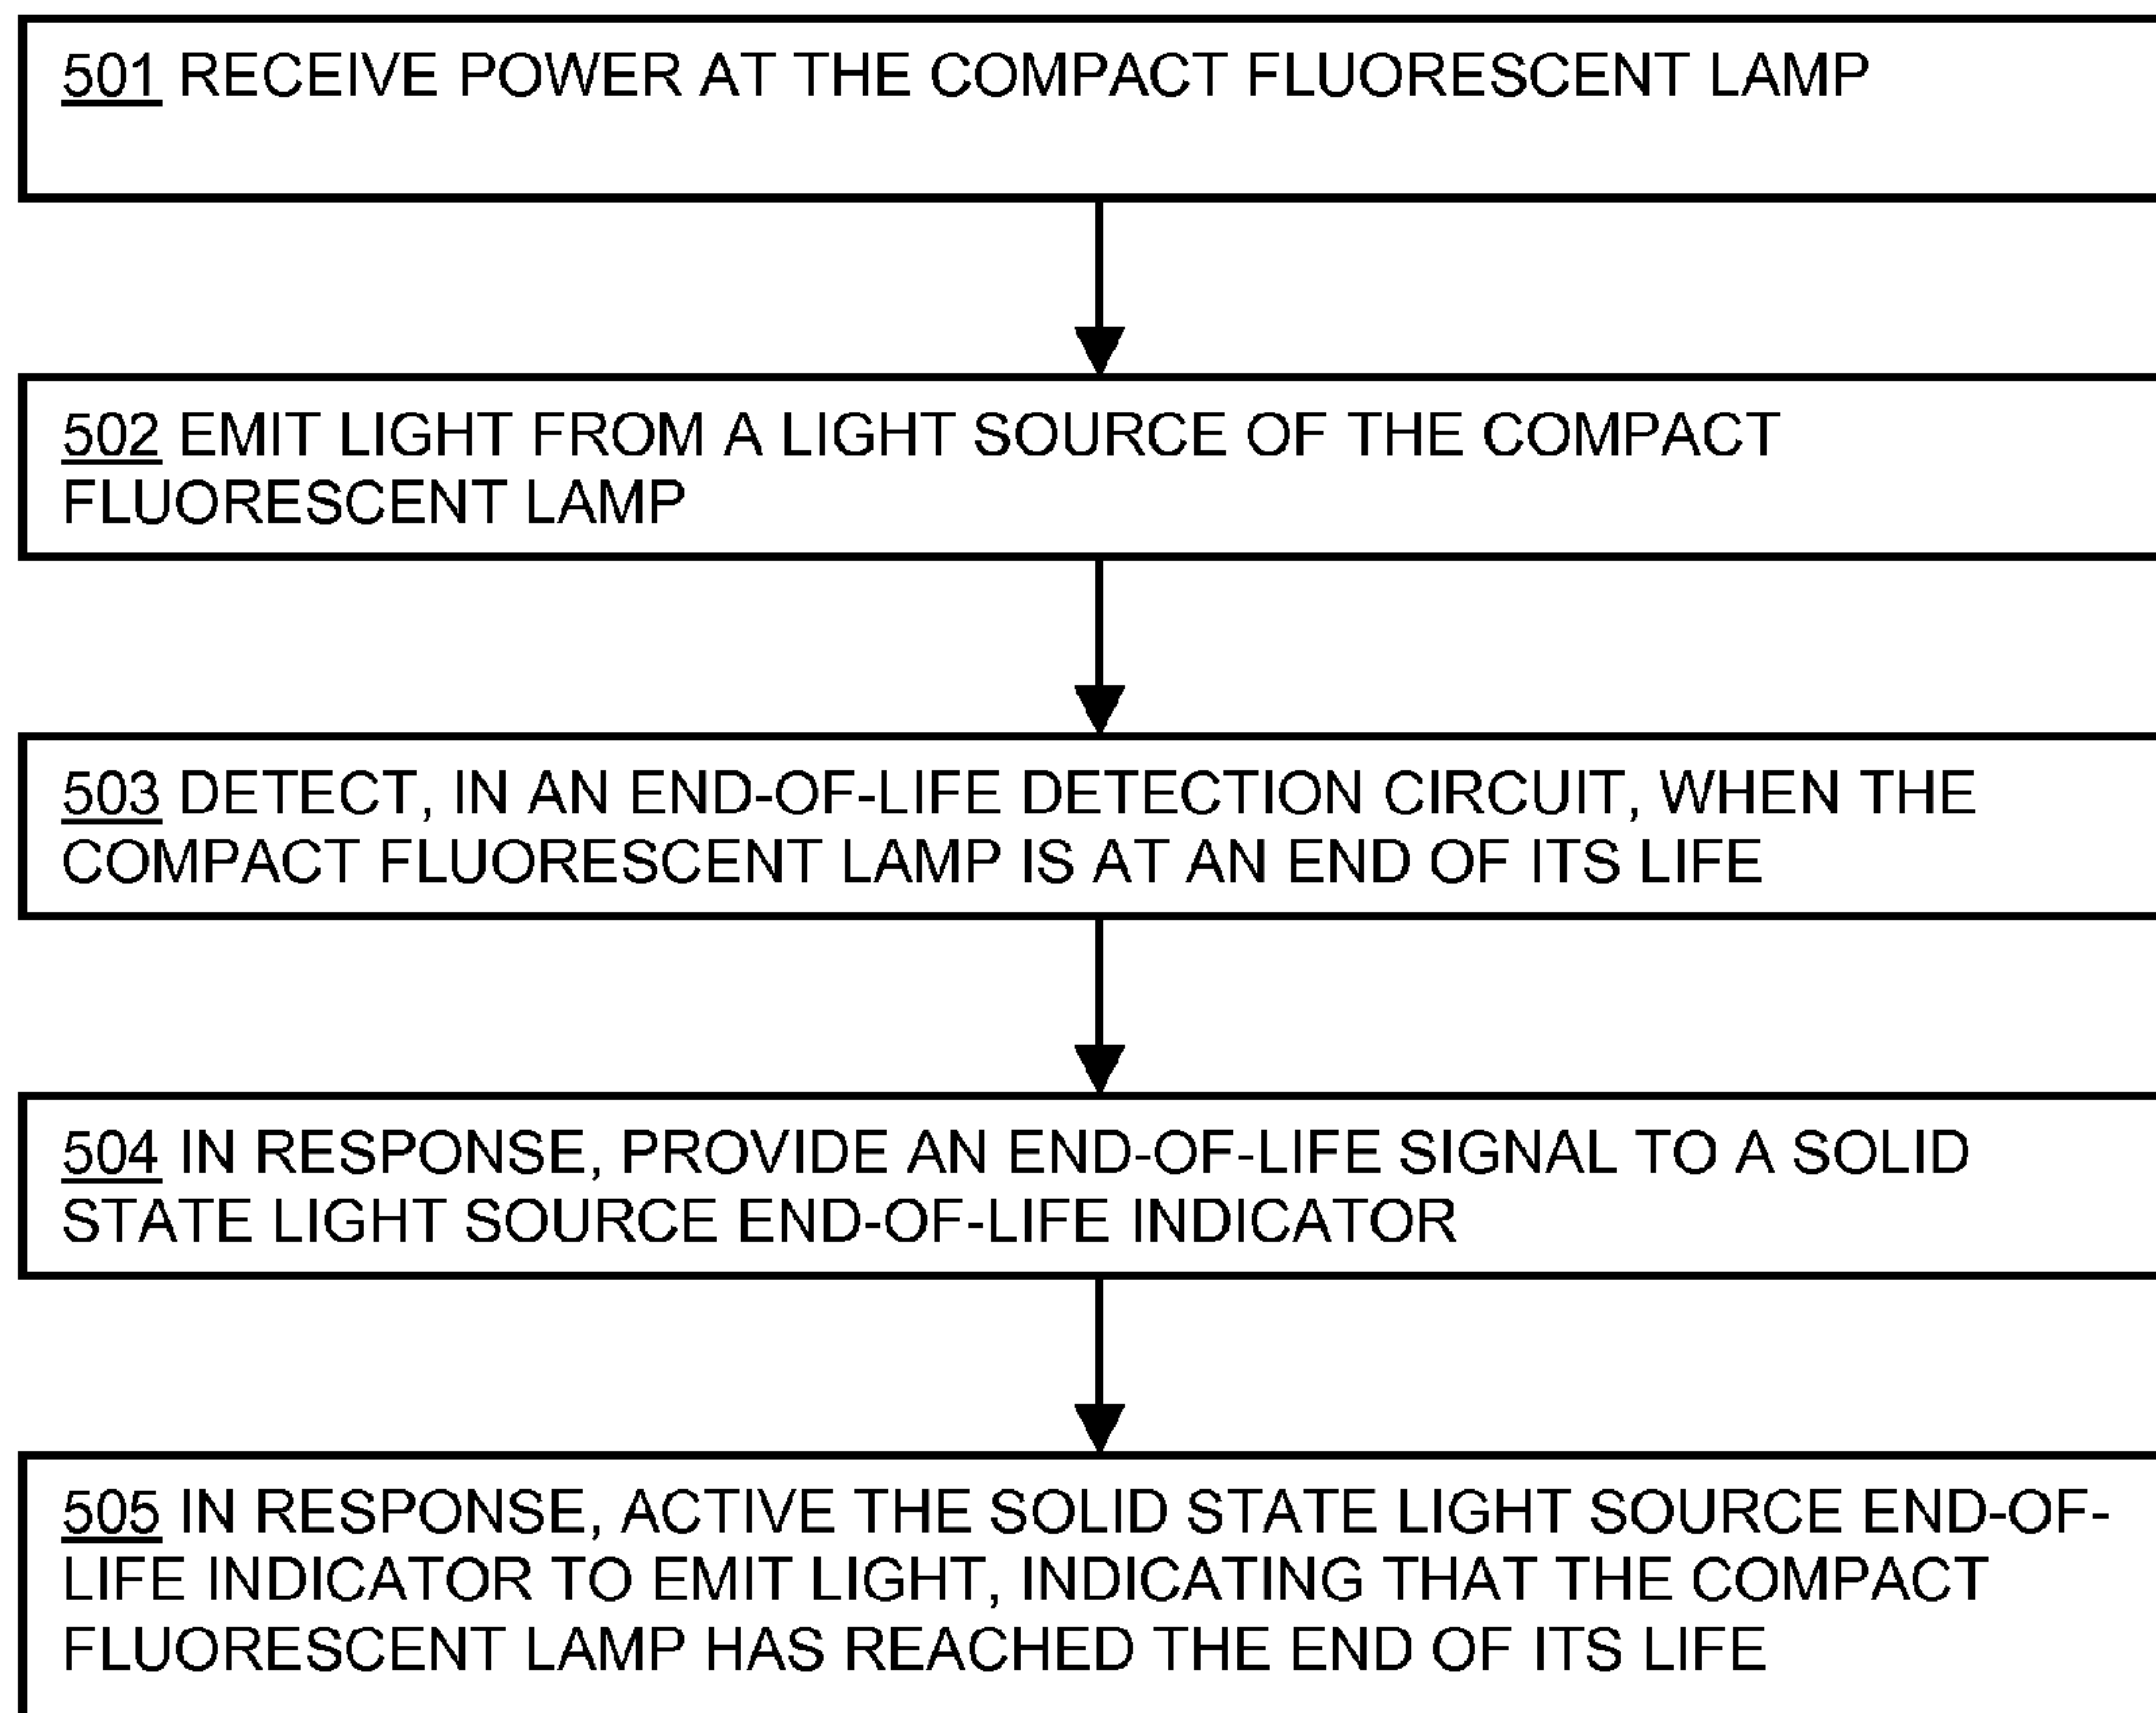 501 RECEIVE POWER AT THE COMPACT FLUORESCENT LAMP
502 EMIT LIGHT FROM A LIGHT SOURCE OF THE COMPACT
FLUORESCENT LAMP
503 DETECT, IN AN END-OF-LIFE DETECTION CIRCUIT, WHEN THE
COMPACT FLUORESCENT LAMP IS AT AN END OF ITS LIFE
504 IN RESPONSE, PROVIDE AN END-OF-LIFE SIGNAL TO A SOLID
STATE LIGHT SOURCE END-OF-LIFE INDICATOR
505 IN RESPONSE, ACTIVE THE SOLID STATE LIGHT SOURCE END-OF-
LIFE INDICATOR TO EMIT LIGHT, INDICATING THAT THE COMPACT
FLUORESCENT LAMP HAS REACHED THE END OF ITS LIFE